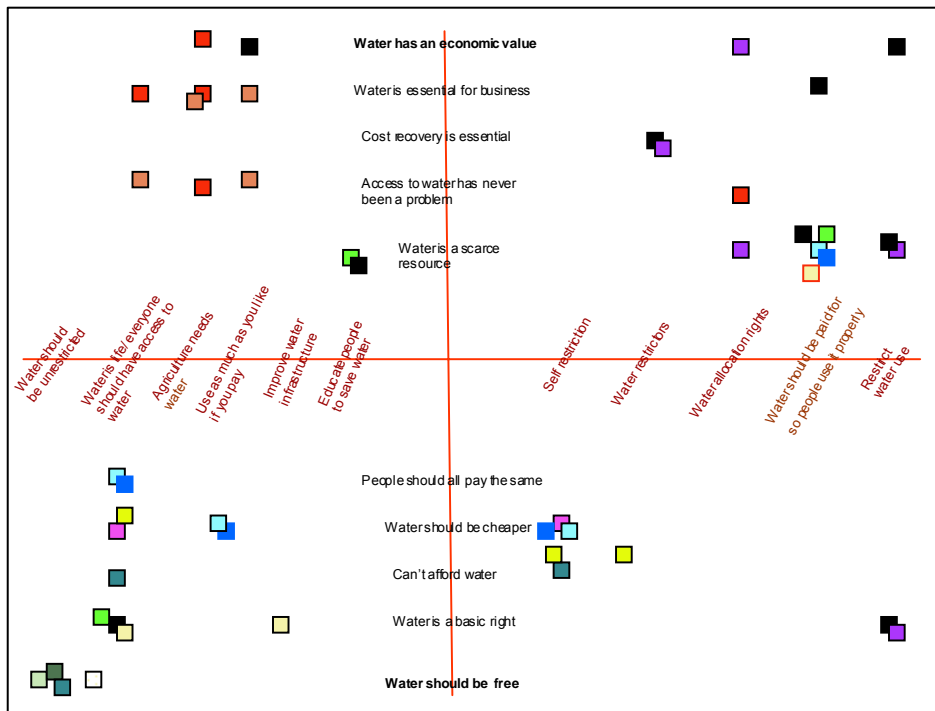 Water has an economic value
Water is essential for business
Cost recovery is essential
Access to water has never
been a problem
Water is a scarce
resource
Water should
be unrestricted
Water is life/ everyone
should have access to
water
Agriculture needs
water
Use as much as you like
if you pay
Improve water
infrastructure
Educate people
to save water
Self restriction
Water restrictors
Water allocation rights
Water should be paid for
so people use it properly
Restrict
water use
People should all pay the same
Water should be cheaper
Can't afford water
Water is a basic right
Water should be free